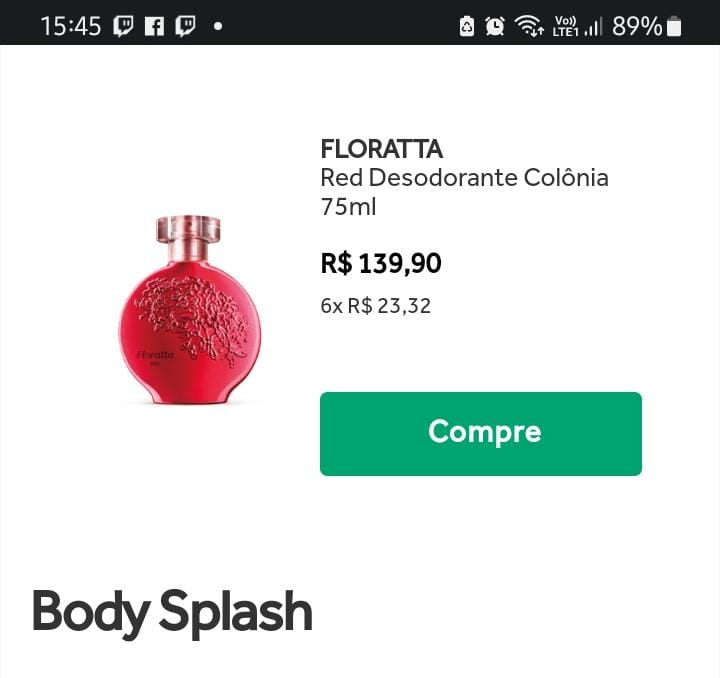 15:45
Vo))
LTE1
89%
FLORATTA
Red Desodorante Colônia
75ml
R$ 139,90
6x R$ 23,32
Floratta
RED
Compre
Body Splash